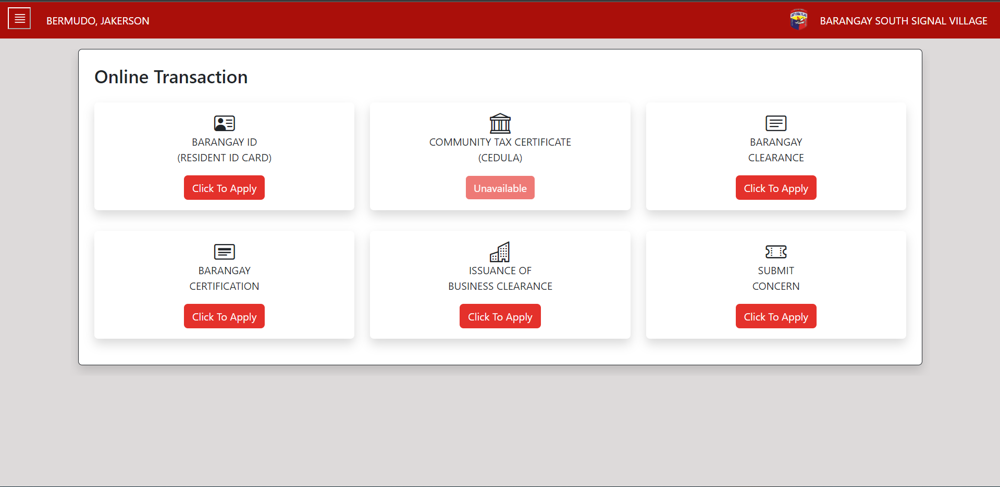 BERMUDO, JAKERSON
BARANGAY SOUTH SIGNAL VILLAGE
Online Transaction
BARANGAY ID
(RESIDENT ID CARD)
Click To Apply
COMMUNITY TAX CERTIFICATE
(CEDULA)
Unavailable
BARANGAY
CLEARANCE
Click To Apply
BARANGAY
CERTIFICATION
Click To Apply
ISSUANCE OF
BUSINESS CLEARANCE
Click To Apply
SUBMIT
CONCERN
Click To Apply